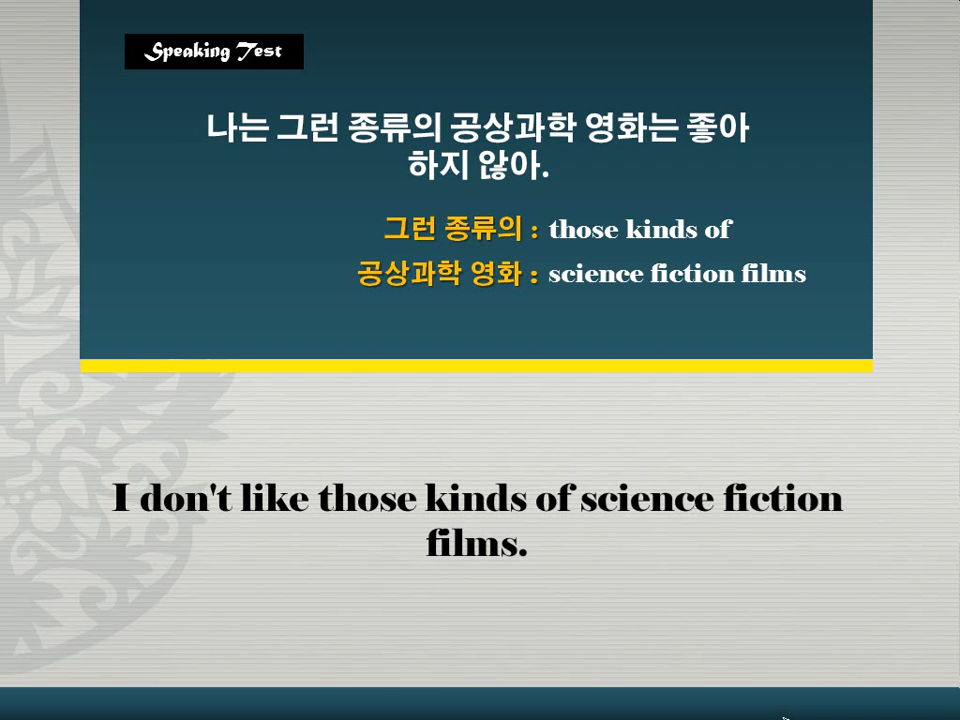 Speaking Test
나는 그런 종류의 공상과학 영화는 좋아
하지 않아.
그런 종류의 : those kinds of
공상과학 영화 : science fiction films
I don't like those kinds of science fiction
films.